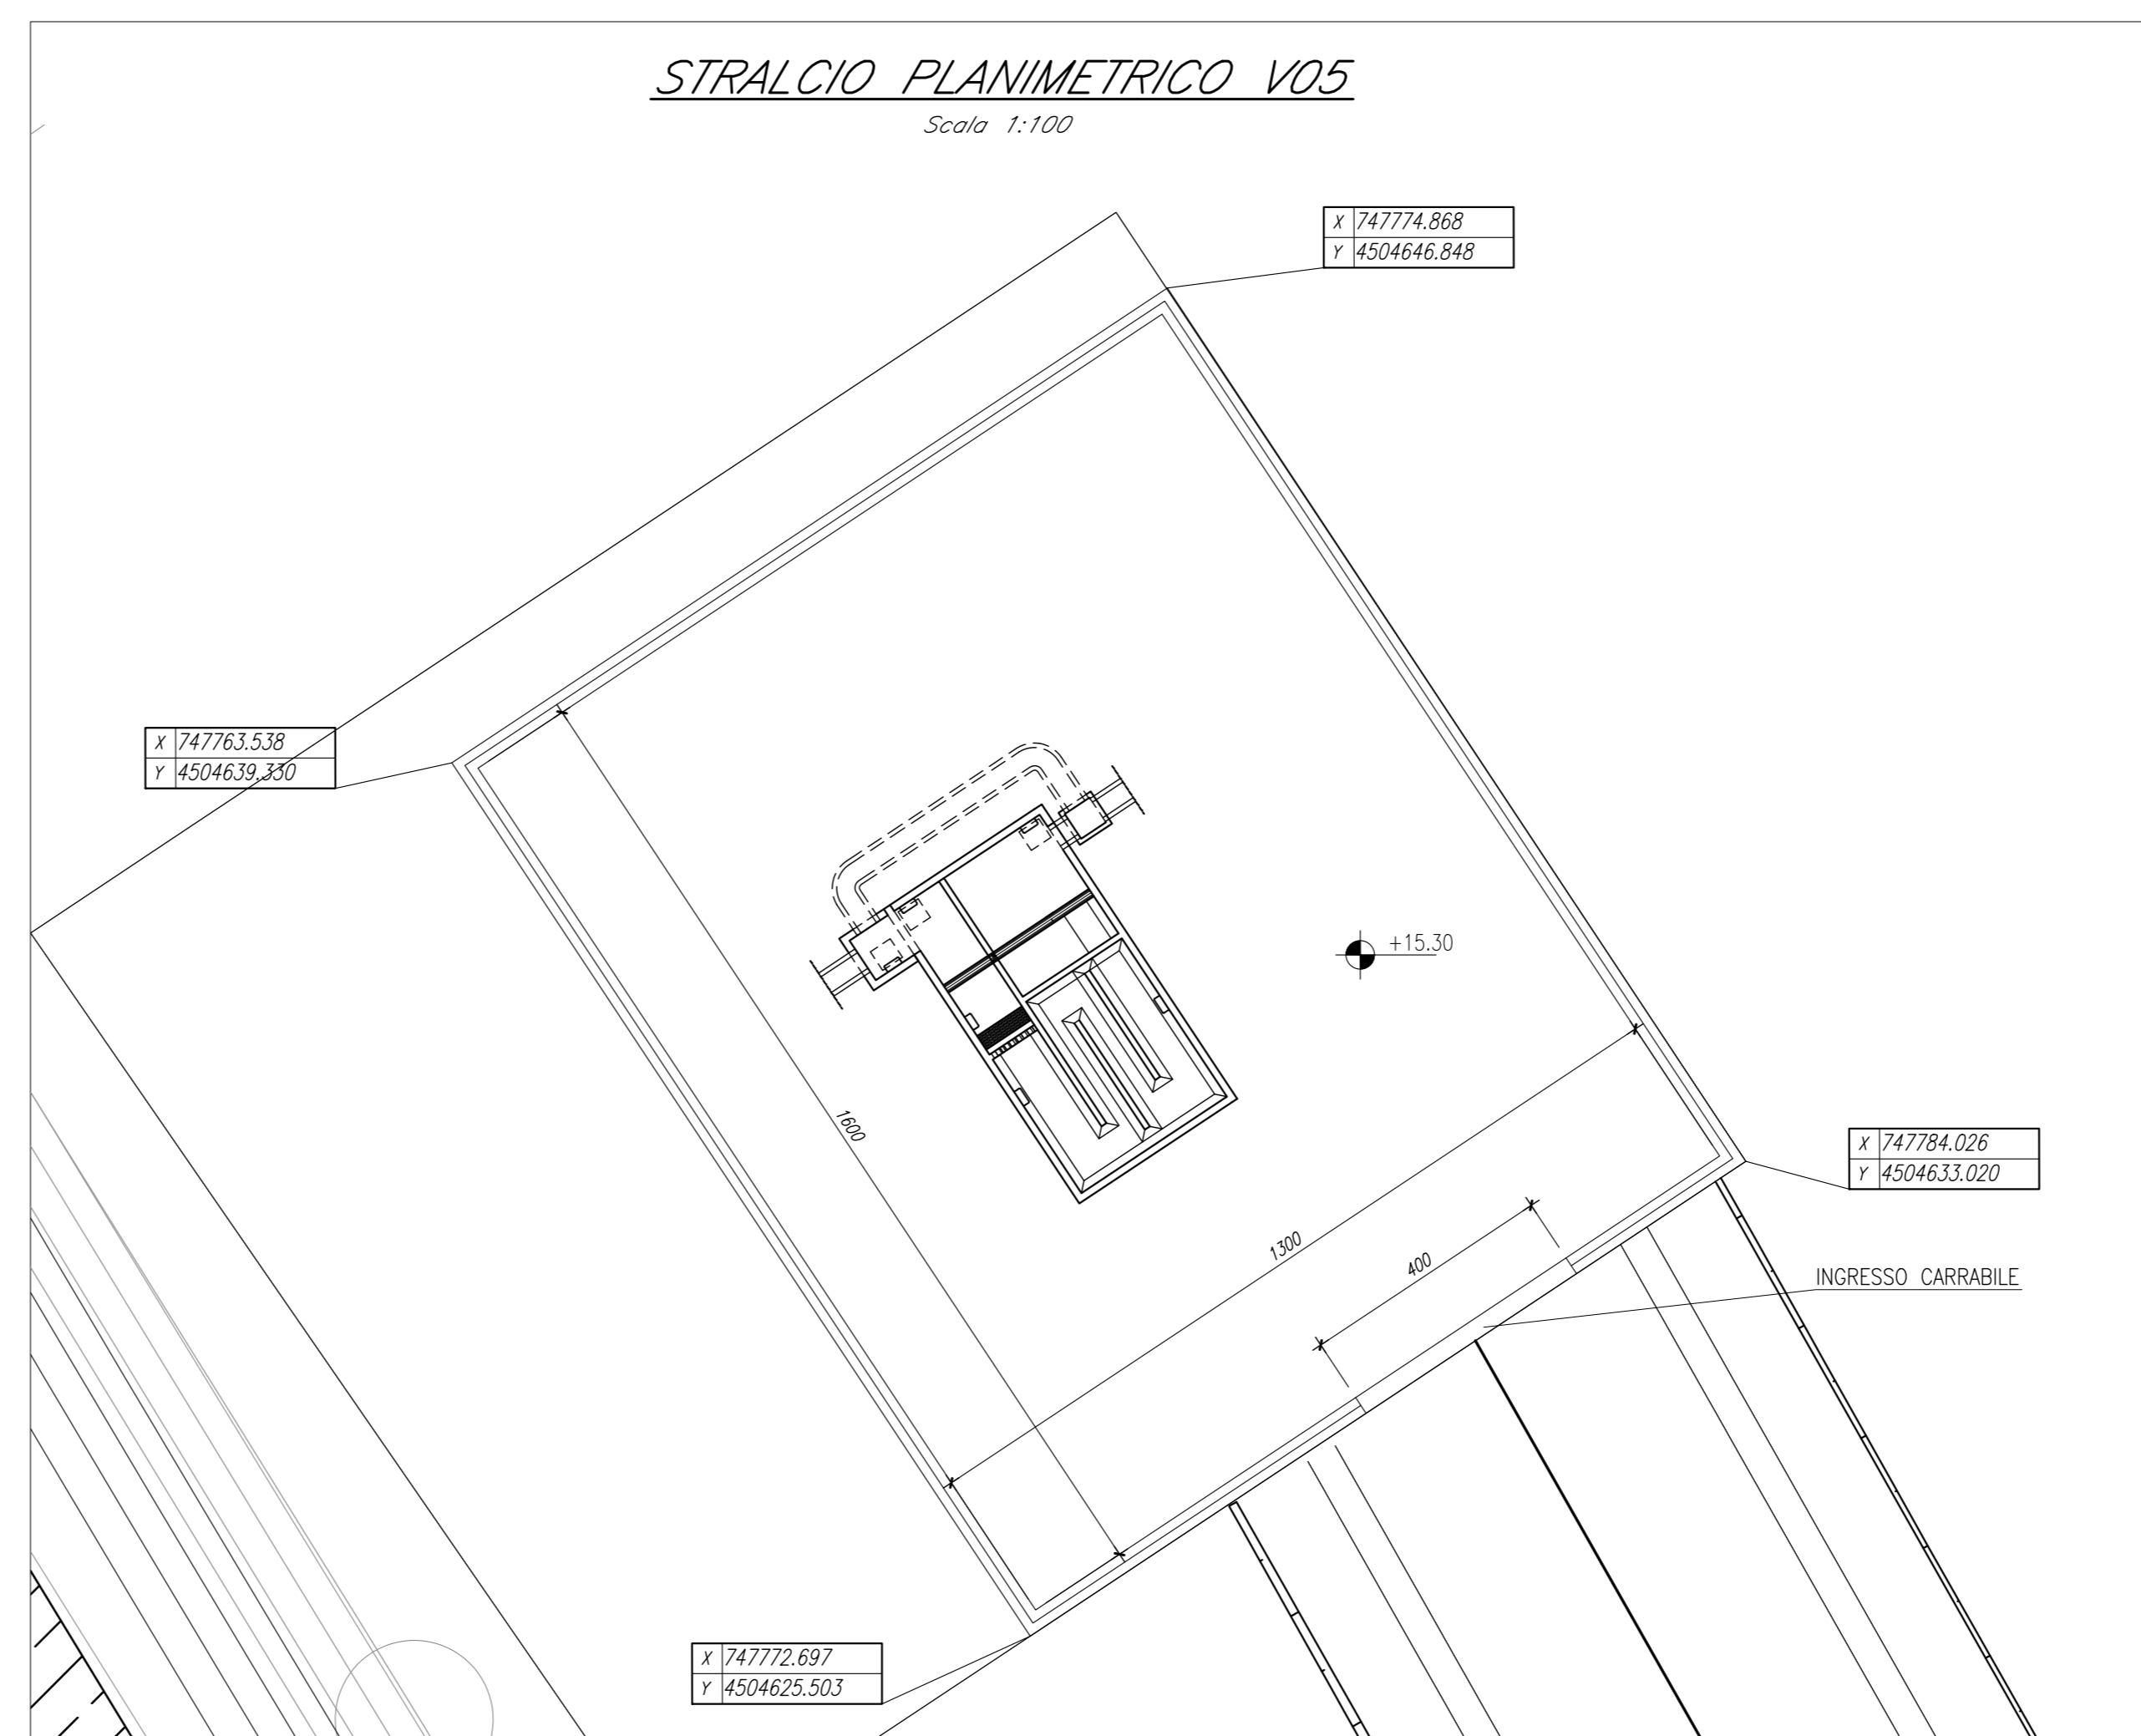 STRALCIO PLANIMETRICO V05
Scala 1:100
X 747774.868
Y 4504646.848
X 747763.538
Y 4504639.330
+15.30
1600
X 747784.026
Y 4504633.020
1300
400
INGRESSO CARRABILE
X 747772.697
Y 4504625.503